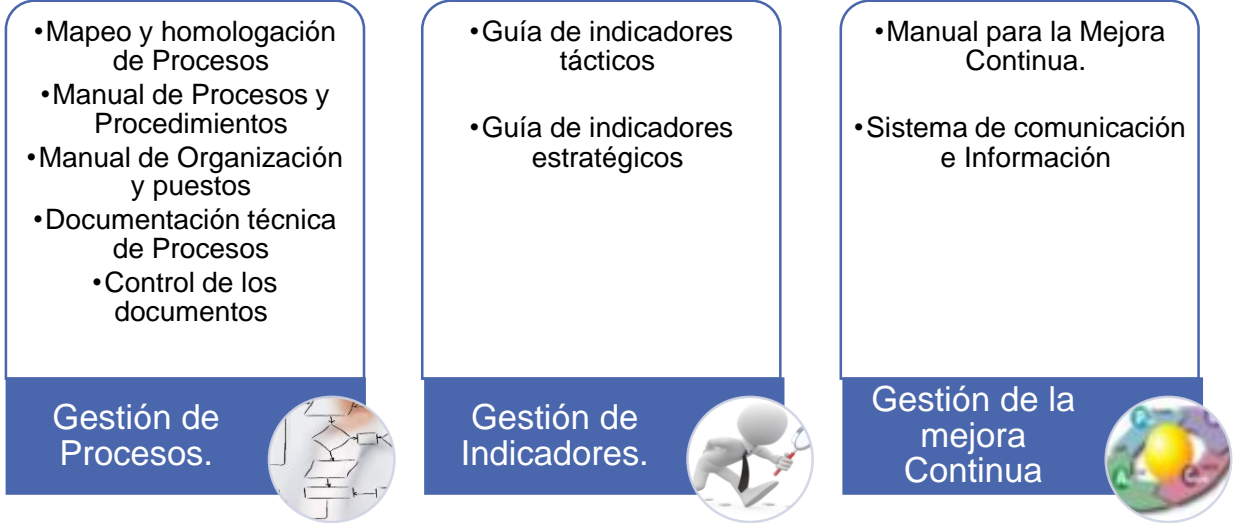 •Mapeo y homologación
de Procesos
•Manual de Procesos y
Procedimientos
•Manual de Organización
y puestos
•Documentación técnica
de Procesos
•Control de los
documentos
Gestión de
Procesos.
•Guía de indicadores
tácticos
•Guía de indicadores
estratégicos
Gestión de
Indicadores.
•Manual para la Mejora
Continua.
•Sistema de comunicación
e Información
Gestión de la
mejora
Continua